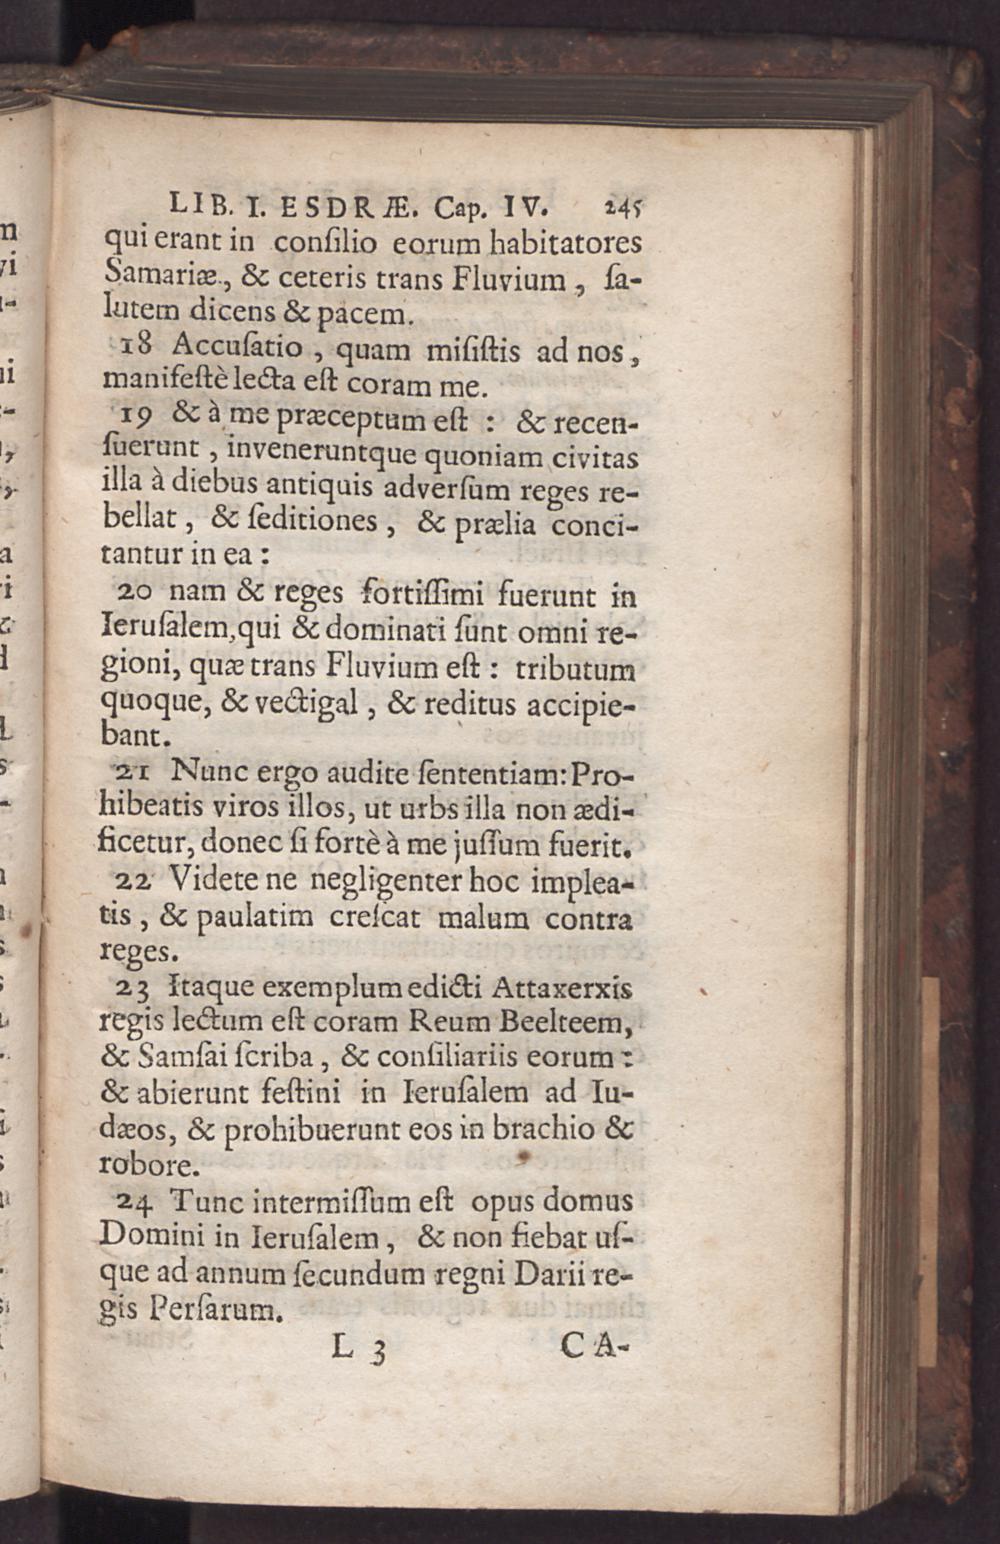 LIB. I. ESDRÆ. Cap. IV. 245
qui erant in conſilio eorum habitatores
Samariæ, & ceteris trans Fluvium, ſa-
lutem dicens & pacem.
18 Accuſatio, quam miſiſtis ad nos,
manifeſtè lecta eſt coram me.
19 & à me præceptum eſt : & recen-
ſuerunt, inveneruntque quoniam civitas
illa à diebus antiquis adverſum reges re-
bellat, & ſeditiones, & prælia conci-
tantur in ea :
20 nam & reges fortiſſimi fuerunt in
Ieruſalem, qui & dominati ſunt omni re-
gioni, quæ trans Fluvium eſt : tributum
quoque, & vectigal, & reditus accipie-
bant.
21 Nunc ergo audite ſententiam: Pro-
hibeatis viros illos, ut urbs illa non ædi-
ficetur, donec ſi fortè à me juſſum fuerit.
22 Videte ne negligenter hoc implea-
tis, & paulatim creſcat malum contra
reges.
23 Itaque exemplum edicti Attaxerxis
regis lectum eſt coram Reum Beelteem,
& Samſai ſcriba, & conſiliariis eorum :
& abierunt feſtini in Ieruſalem ad Iu-
dæos, & prohibuerunt eos in brachio &
robore.
24 Tunc intermiſſum eſt opus domus
Domini in Ieruſalem, & non fiebat uſ-
que ad annum ſecundum regni Darii re-
gis Perſarum.
L 3 CA-